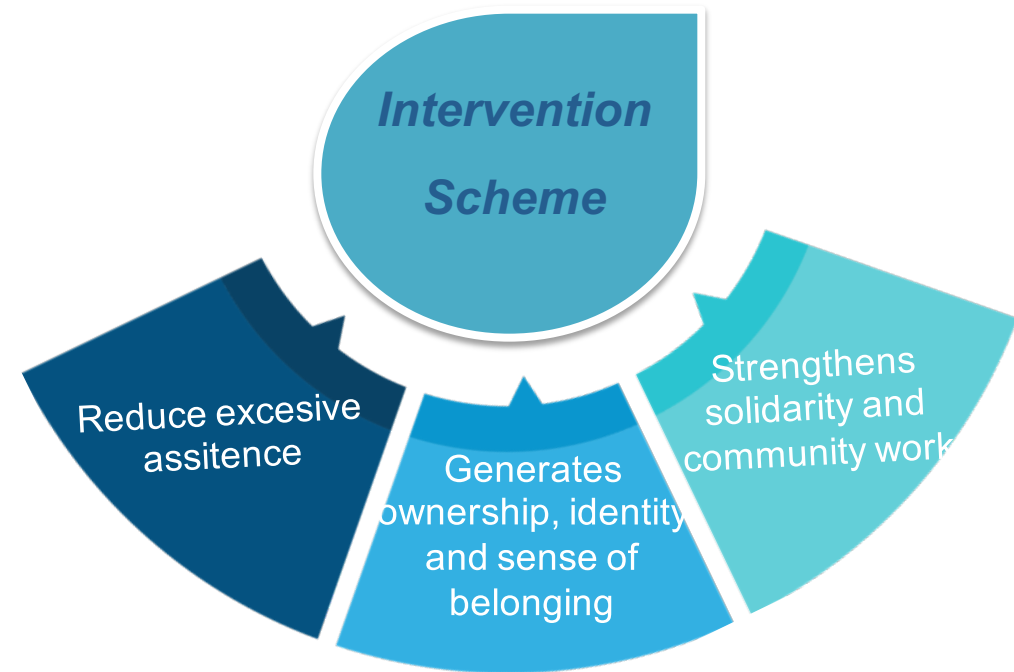 Intervention
Scheme
Reduce excesive
assitence
Generates
ownership, identity
and sense of
belonging
Strengthens
solidarity and
community work